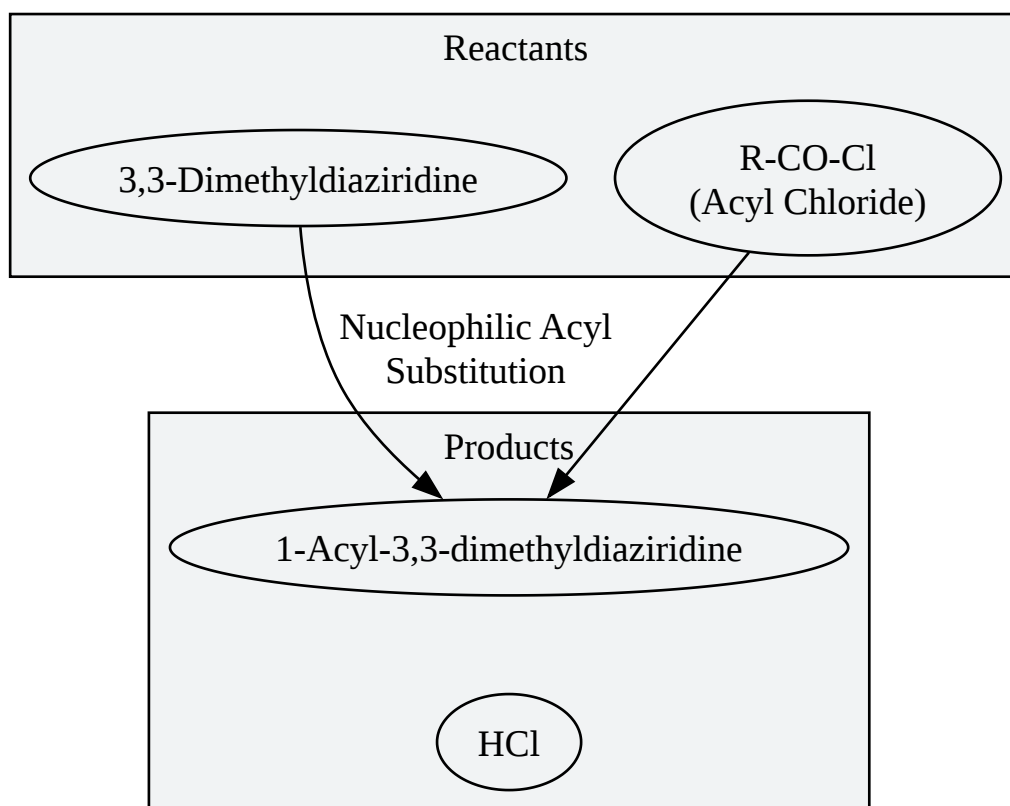 Reactants
3,3-Dimethyldiaziridine
R-CO-Cl
(Acyl Chloride)
Nucleophilic Acyl
Substitution
Products
1-Acyl-3,3-dimethyldiaziridine
HCl